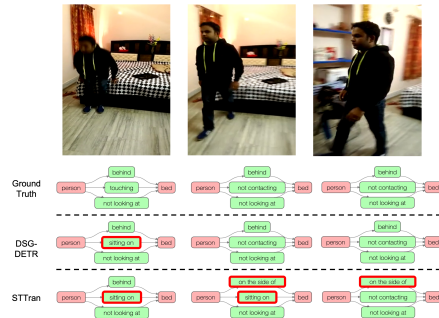 behind behind behind
Ground Truth person touching bed person not contacting bed person not contacting bed
not looking at not looking at not looking at
behind behind behind
DSG-DETR person sitting on bed person not contacting bed person not contacting bed
not looking at not looking at not looking at
behind on the side of on the side of
STTran person sitting on bed person sitting on bed person not contacting bed
not looking at not looking at not looking at